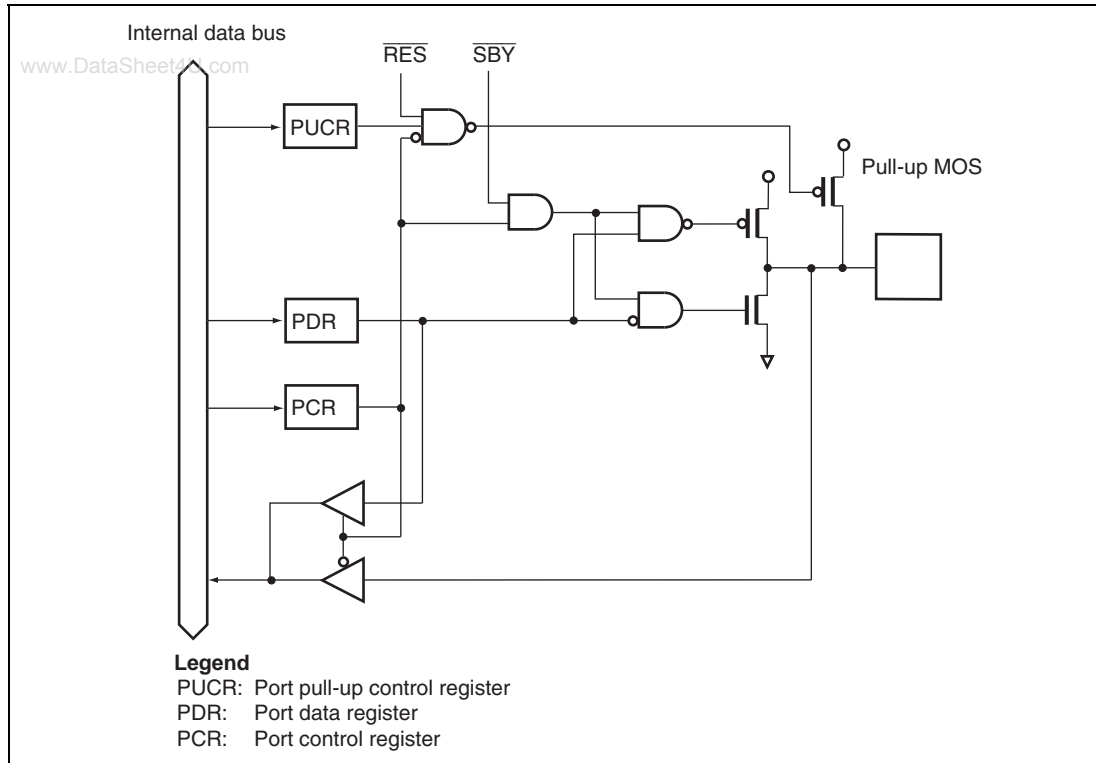 Internal data bus
www.DataSheet4U.com
RES
SBY
PUCR
Pull-up MOS
PDR
PCR
Legend
PUCR: Port pull-up control register
PDR: Port data register
PCR: Port control register